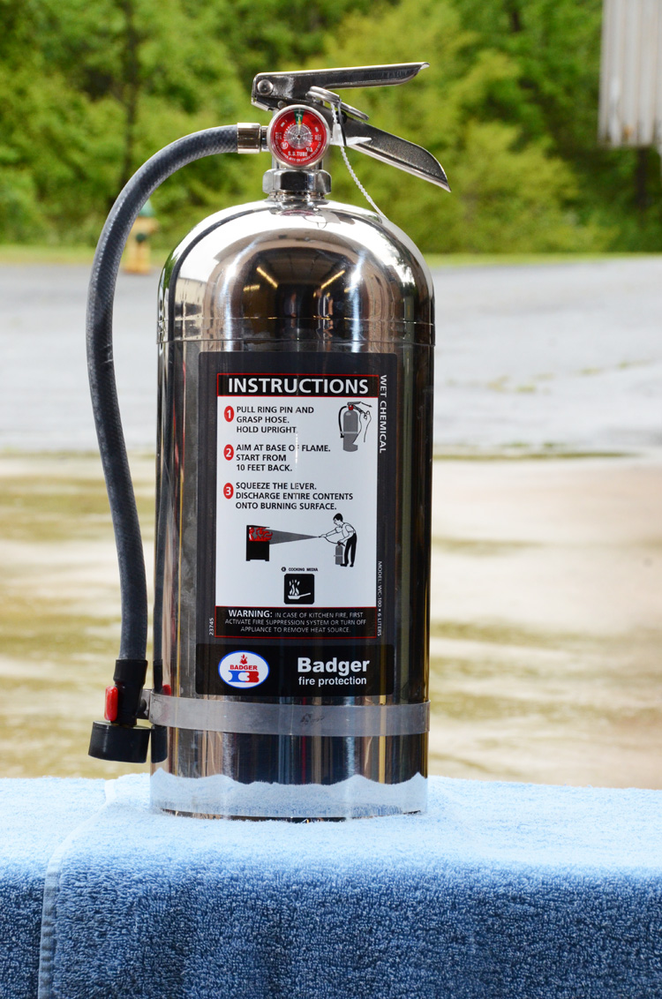 S.S. TUBE
INSTRUCTIONS
WET CHEMICAL
1 PULL RING PIN AND
GRASP HOSE.
HOLD UPRIGHT.
2 AIM AT BASE OF FLAME.
START FROM
10 FEET BACK.
3 SQUEEZE THE LEVER.
DISCHARGE ENTIRE CONTENTS
ONTO BURNING SURFACE.
K COOKING MEDIA
MODEL: WC-100 • 6 LITERS
23745
WARNING: IN CASE OF KITCHEN FIRE, FIRST
ACTIVATE FIRE SUPPRESSION SYSTEM OR TURN OFF
APPLIANCE TO REMOVE HEAT SOURCE.
BADGER
Badger
fire protection